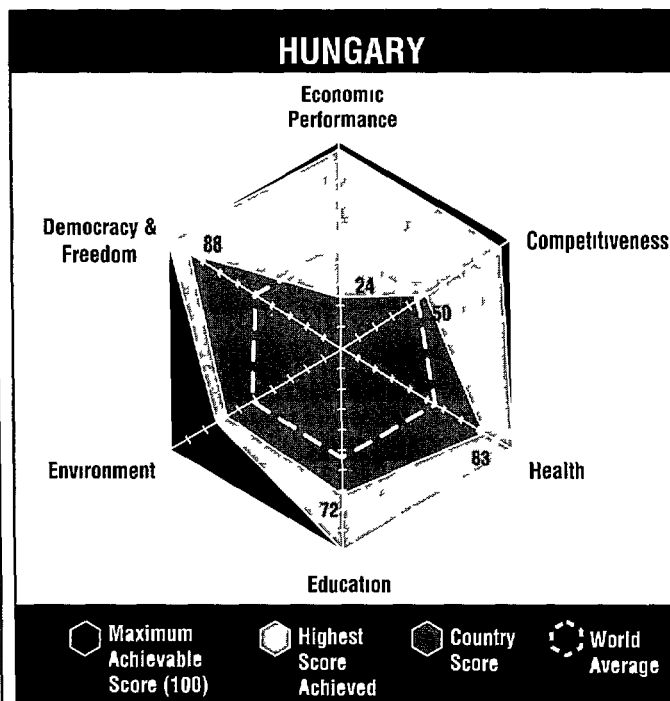 HUNGARY
Economic
Performance
Democracy &
Freedom
88
Competitiveness
24
50
Environment
83
Health
72
Education
Maximum
Achievable
Score (100)
Highest
Score
Achieved
Country
Score
World
Average